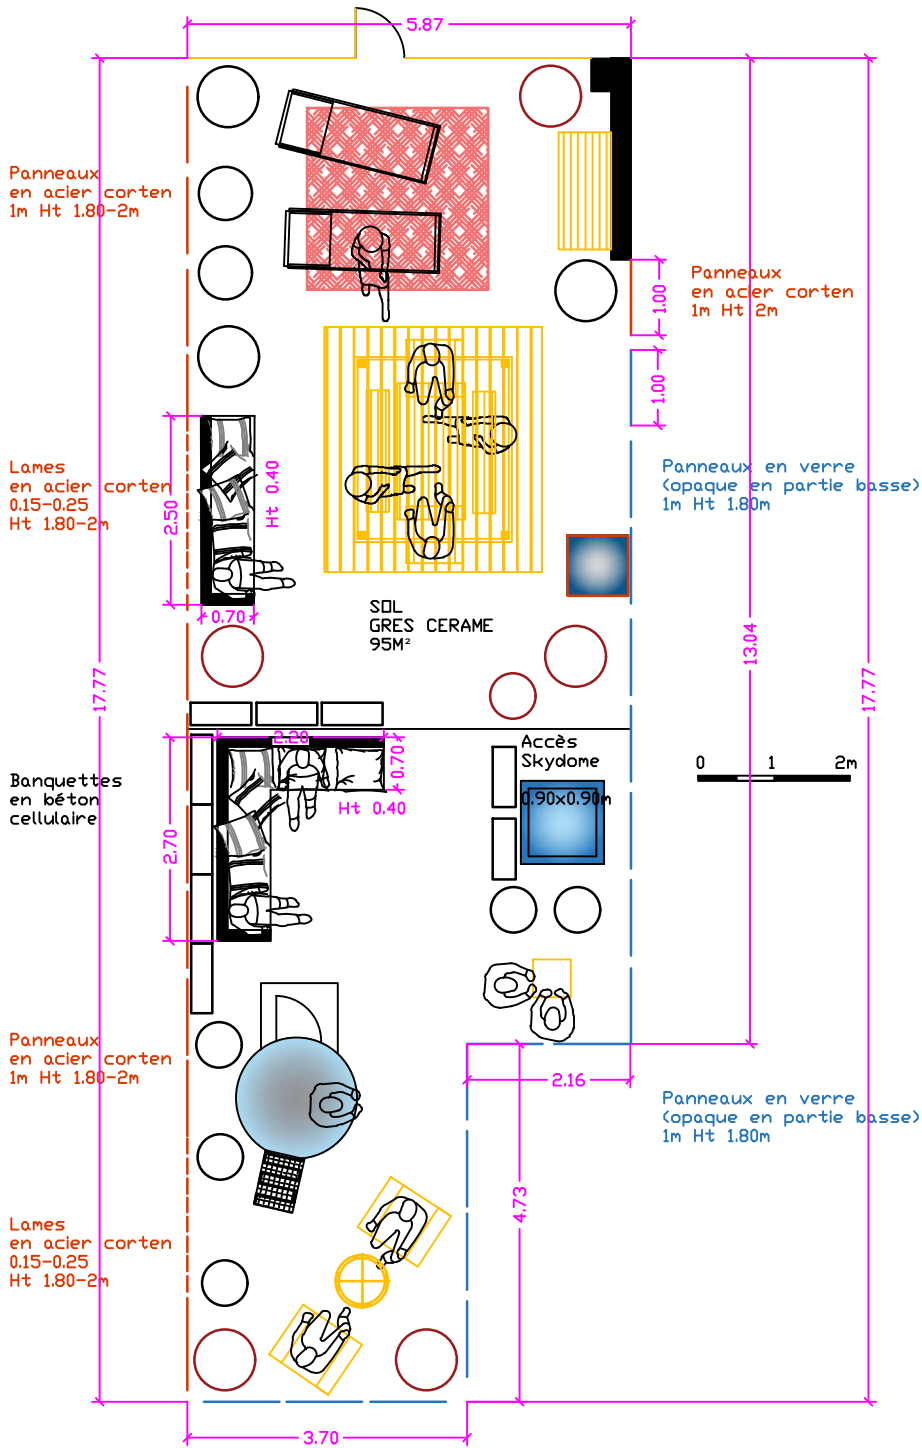 5.87
Panneaux
en acier corten
1m Ht 1.80-2m
Panneaux
en acier corten
1m Ht 2m
1.00
1.00
Lames
en acier corten
0.15-0.25
Ht 1.80-2m
2.50
Ht 0.40
0.70
Panneaux en verre
(opaque en partie basse)
1m Ht 1.80m
SOL
GRES CERAME
95M²
13.04
17.77
17.77
2.20
0.70
Ht 0.40
2.70
Accès
Skydome
0.90x0.90m
0 1 2m
Banquettes
en béton
cellulaire
Panneaux
en acier corten
1m Ht 1.80-2m
2.16
Panneaux en verre
(opaque en partie basse)
1m Ht 1.80m
4.73
Lames
en acier corten
0.15-0.25
Ht 1.80-2m
3.70